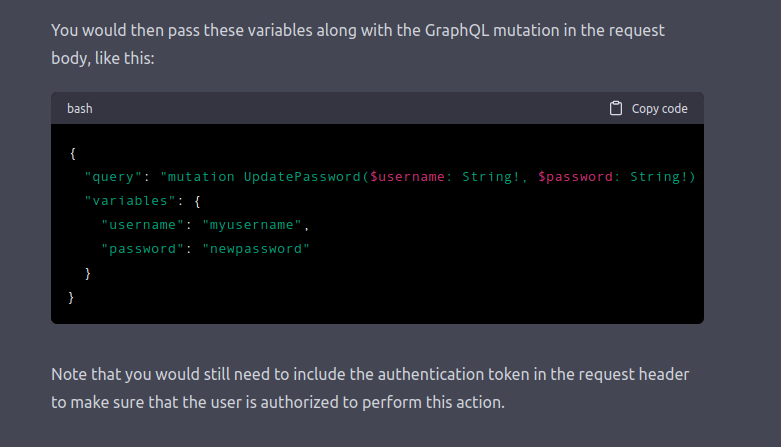 You would then pass these variables along with the GraphQL mutation in the request
body, like this:
bash Copy code
{
"query": "mutation UpdatePassword($username: String!, $password: String!)
"variables": {
"username": "myusername",
"password": "newpassword"
}
}
Note that you would still need to include the authentication token in the request header
to make sure that the user is authorized to perform this action.